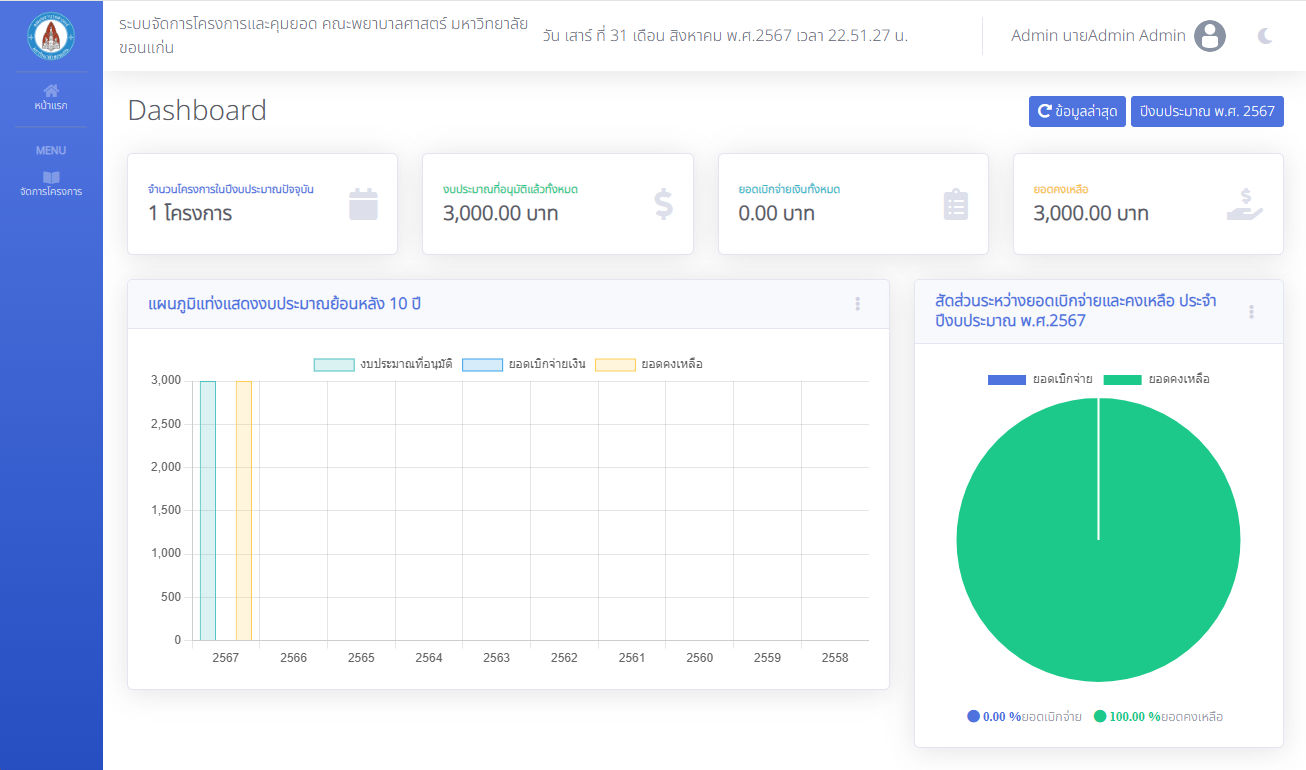 ระบบจัดการโครงการและคุมยอด คณะพยาบาลศาสตร์ มหาวิทยาลัย
ขอนแก่น
วัน เสาร์ ที่ 31 เดือน สิงหาคม พ.ศ.2567 เวลา 22.51.27 น.
Admin นายAdmin Admin
หน้าแรก
MENU
จัดการโครงการ
Dashboard
ข้อมูลล่าสุด
ปีงบประมาณ พ.ศ. 2567
จำนวนโครงการในปีงบประมาณปัจจุบัน
1 โครงการ
งบประมาณที่อนุมัติแล้วทั้งหมด
3,000.00 บาท
ยอดเบิกจ่ายเงินทั้งหมด
0.00 บาท
ยอดคงเหลือ
3,000.00 บาท
แผนภูมิแท่งแสดงงบประมาณย้อนหลัง 10 ปี
งบประมาณที่อนุมัติ ยอดเบิกจ่ายเงิน ยอดคงเหลือ
3,000
2,500
2,000
1,500
1,000
500
0
2567 2566 2565 2564 2563 2562 2561 2560 2559 2558
สัดส่วนระหว่างยอดเบิกจ่ายและคงเหลือ ประจำ
ปีงบประมาณ พ.ศ.2567
ยอดเบิกจ่าย ยอดคงเหลือ
0.00 %ยอดเบิกจ่าย 100.00 %ยอดคงเหลือ